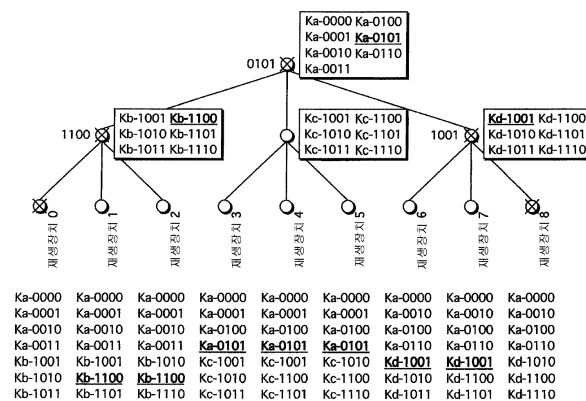 Ka-0000 Ka-0100
Ka-0001 Ka-0101
0101
Ka-0010 Ka-0110
Ka-0011
1100
Kb-1001 Kb-1100
Kb-1010 Kb-1101
Kb-1011 Kb-1110
Kc-1001 Kc-1100
Kc-1010 Kc-1101
Kc-1011 Kc-1110
1001
Kd-1001 Kd-1100
Kd-1010 Kd-1101
Kd-1011 Kd-1110
재생장치 0
재생장치 1
재생장치 2
재생장치 3
재생장치 4
재생장치 5
재생장치 6
재생장치 7
재생장치 8
Ka-0000 Ka-0000 Ka-0000 Ka-0000 Ka-0000 Ka-0000 Ka-0000 Ka-0000 Ka-0000
Ka-0001 Ka-0001 Ka-0001 Ka-0001 Ka-0001 Ka-0001 Ka-0010 Ka-0010 Ka-0010
Ka-0010 Ka-0010 Ka-0010 Ka-0100 Ka-0100 Ka-0100 Ka-0100 Ka-0100 Ka-0100
Ka-0011 Ka-0011 Ka-0011 Ka-0101 Ka-0101 Ka-0101 Ka-0110 Ka-0110 Ka-0110
Kb-1001 Kb-1001 Kb-1010 Kc-1001 Kc-1001 Kc-1010 Kd-1001 Kd-1001 Kd-1010
Kb-1010 Kb-1100 Kb-1100 Kc-1010 Kc-1100 Kc-1100 Kd-1010 Kd-1100 Kd-1100
Kb-1011 Kb-1101 Kb-1110 Kc-1011 Kc-1101 Kc-1110 Kd-1011 Kd-1101 Kd-1110